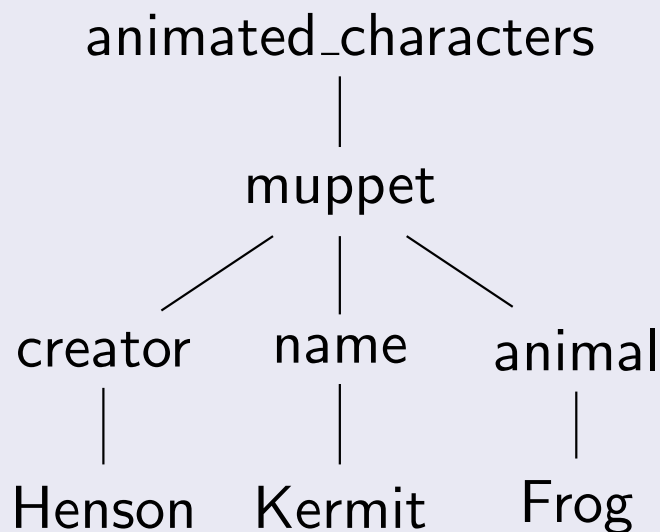 animated_characters
muppet
creator name animal
Henson Kermit Frog